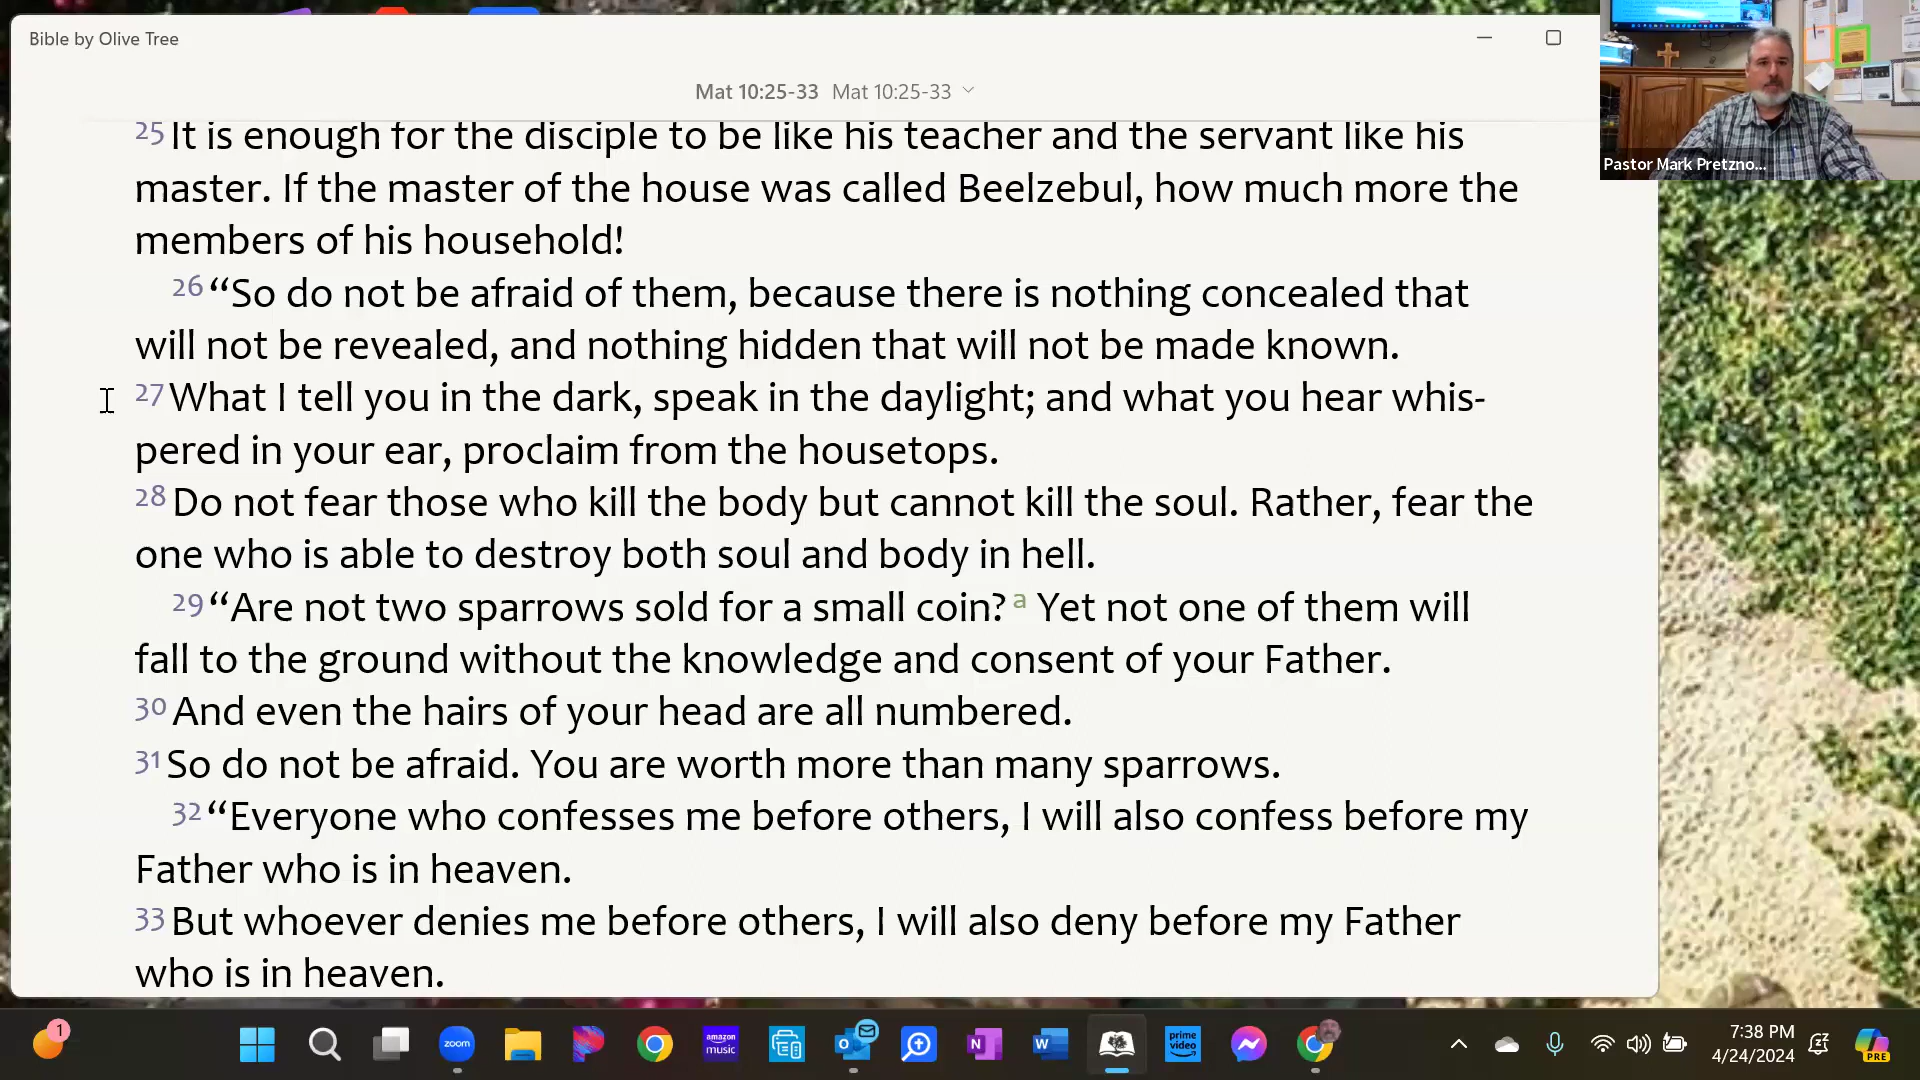 Bible by Olive Tree
Mat 10:25-33 Mat 10:25-33
25 It is enough for the disciple to be like his teacher and the servant like his
master. If the master of the house was called Beelzebul, how much more the
members of his household!
26 “So do not be afraid of them, because there is nothing concealed that
will not be revealed, and nothing hidden that will not be made known.
27 What I tell you in the dark, speak in the daylight; and what you hear whis-
pered in your ear, proclaim from the housetops.
28 Do not fear those who kill the body but cannot kill the soul. Rather, fear the
one who is able to destroy both soul and body in hell.
29 “Are not two sparrows sold for a small coin? a Yet not one of them will
fall to the ground without the knowledge and consent of your Father.
30 And even the hairs of your head are all numbered.
31 So do not be afraid. You are worth more than many sparrows.
32 “Everyone who confesses me before others, I will also confess before my
Father who is in heaven.
33 But whoever denies me before others, I will also deny before my Father
who is in heaven.
Pastor Mark Pretzno...
1
zoom
amazon
music
O
N
W
prime
video
7:38 PM
4/24/2024
PRE